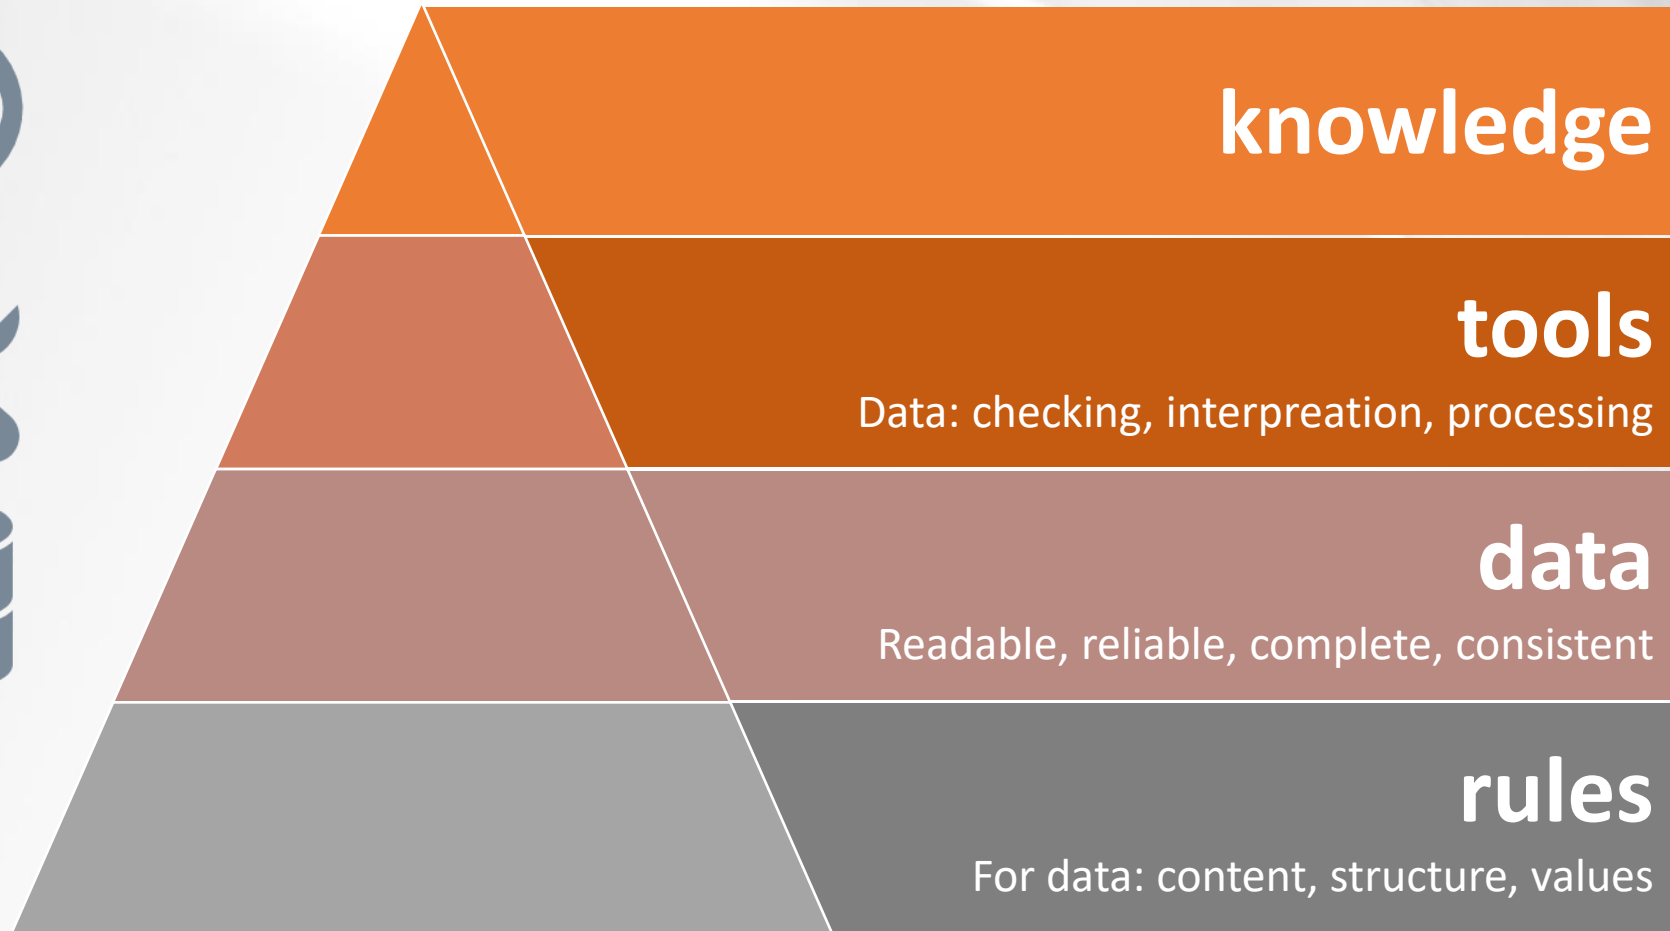 knowledge
tools
Data: checking, interpreation, processing
data
Readable, reliable, complete, consistent
rules
For data: content, structure, values